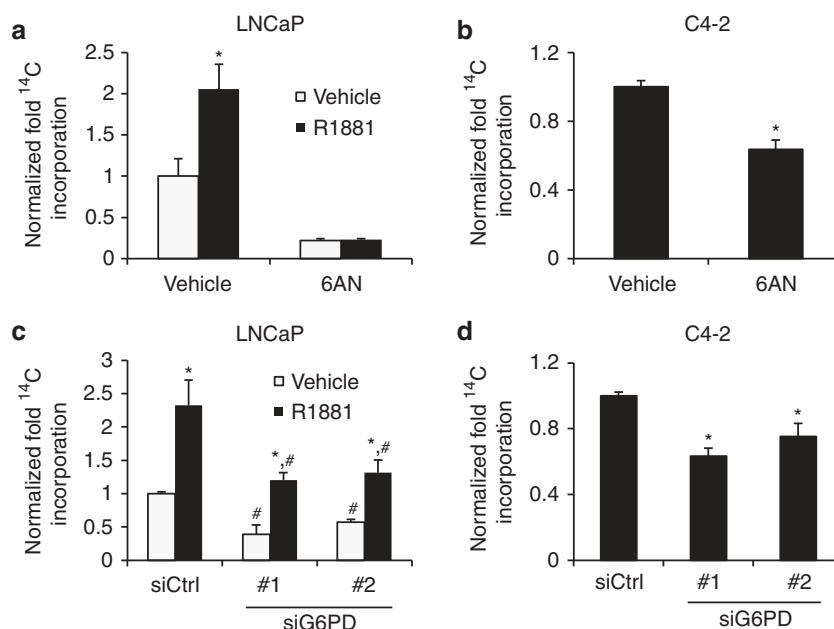 a
LNCaP
Normalized fold ¹⁴C
incorporation
2.5
2
1.5
1
0.5
0
*
Vehicle
R1881
Vehicle
6AN
b
C4-2
Normalized fold ¹⁴C
incorporation
1.2
0.8
0.4
0
*
Vehicle
6AN
c
LNCaP
Normalized fold ¹⁴C
incorporation
3
2.5
2
1.5
1
0.5
0
*
Vehicle
R1881
#
*,#
#
*,#
siCtrl
#1
#2
siG6PD
d
C4-2
Normalized fold ¹⁴C
incorporation
1.2
0.8
0.4
0
*
*
siCtrl
#1
#2
siG6PD